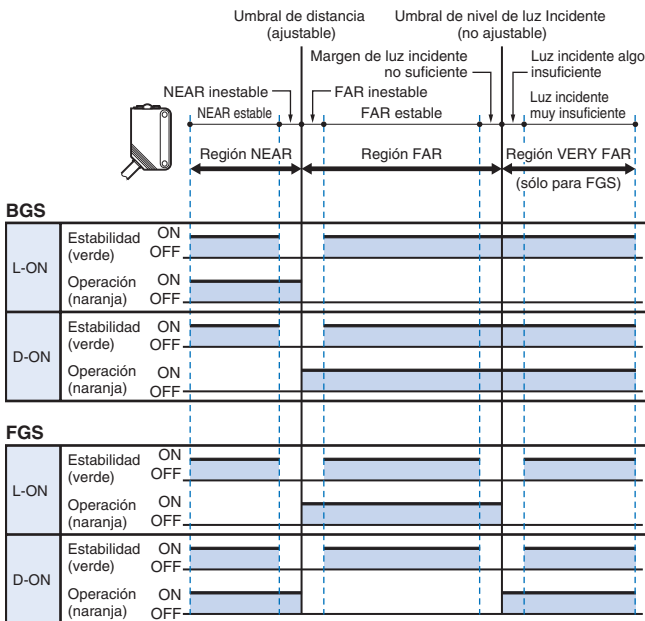 Umbral de distancia
(ajustable)
Umbral de nivel de luz Incidente
(no ajustable)
Margen de luz incidente
no suficiente
Luz incidente algo
insuficiente
NEAR inestable
FAR inestable
Luz incidente
muy insuficiente
NEAR estable
FAR estable
Región NEAR
Región FAR
Región VERY FAR
(sólo para FGS)
BGS
L-ON
Estabilidad
(verde)
ON
OFF
Operación
(naranja)
ON
OFF
D-ON
Estabilidad
(verde)
ON
OFF
Operación
(naranja)
ON
OFF
FGS
L-ON
Estabilidad
(verde)
ON
OFF
Operación
(naranja)
ON
OFF
D-ON
Estabilidad
(verde)
ON
OFF
Operación
(naranja)
ON
OFF